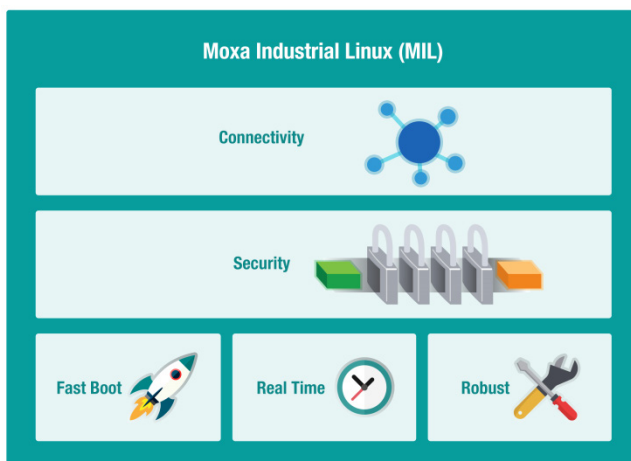 Moxa Industrial Linux (MIL)
Connectivity
Security
Fast Boot
Real Time
Robust